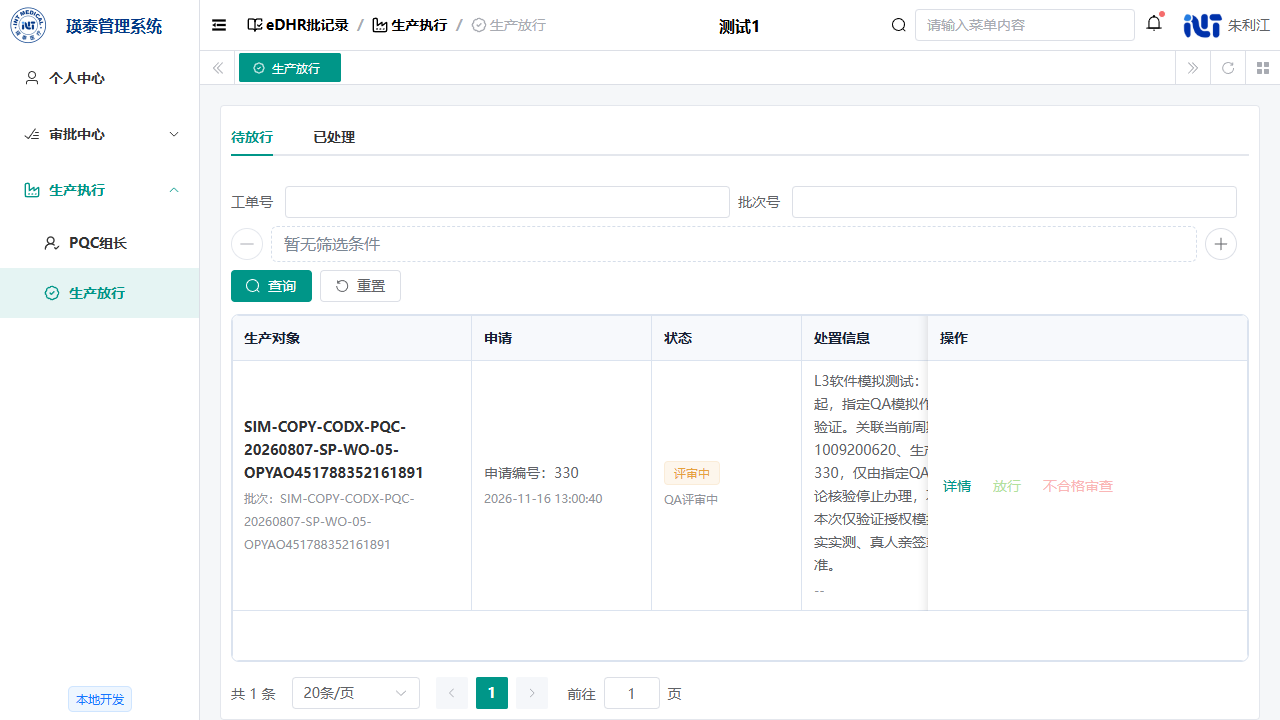 瑛泰管理系统
eDHR批记录 / 生产执行 / 生产放行
测试1
请输入菜单内容
朱利江
个人中心
审批中心
生产执行
PQC组长
生产放行
本地开发
生产放行
待放行
已处理
工单号
批次号
暂无筛选条件
查询
重置
生产对象
申请
状态
处置信息
操作
SIM-COPY-CODX-PQC-
20260807-SP-WO-05-
OPYAO451788352161891
批次：SIM-COPY-CODX-PQC-
20260807-SP-WO-05-
OPYAO451788352161891
申请编号：330
2026-11-16 13:00:40
评审中
QA评审中
L3软件模拟测试：
起，指定QA模拟作
验证。关联当前周
1009200620、生产
330，仅由指定QA
论核验停止办理，
本次仅验证授权模
实实测、真人亲签
准。
--
详情
放行
不合格审查
共 1 条
20条/页
1
前往
1
页